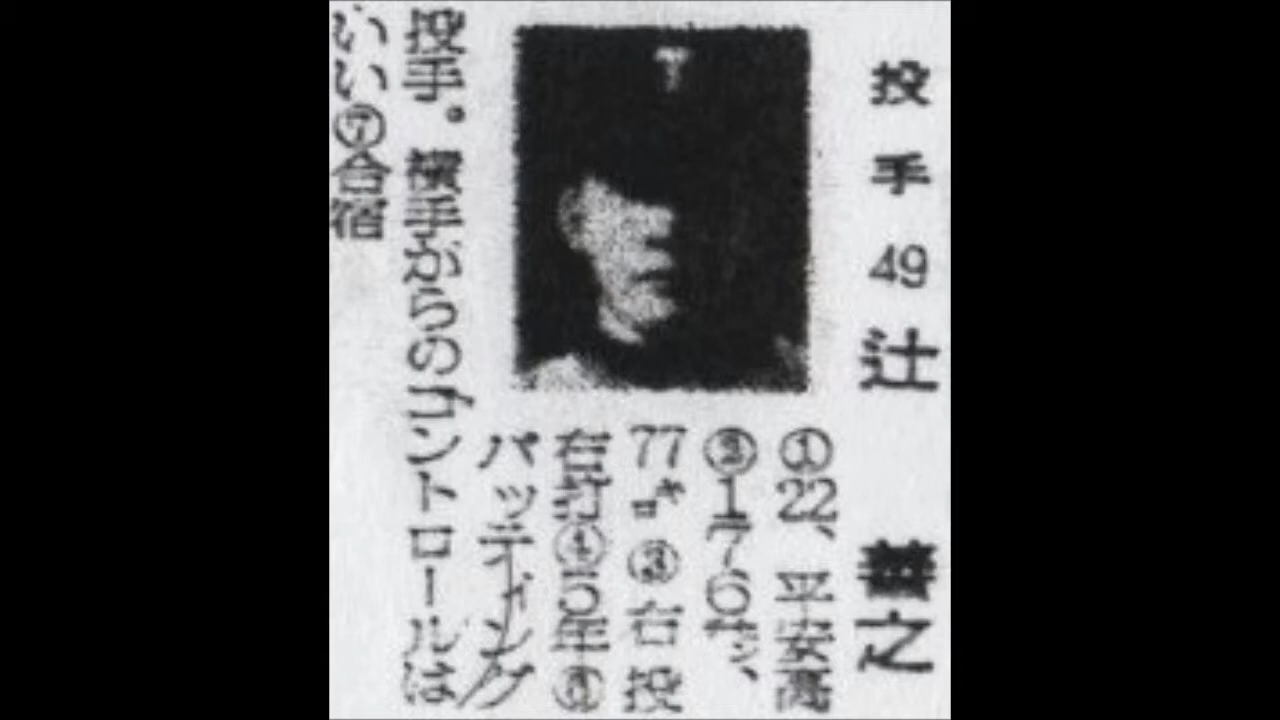 投手 49 辻 善之
①22、平安高
②176㌢、
77㌔③右投
右打④5年⑤
バッティング
投手。横手からのコントロールは
いい⑦合宿